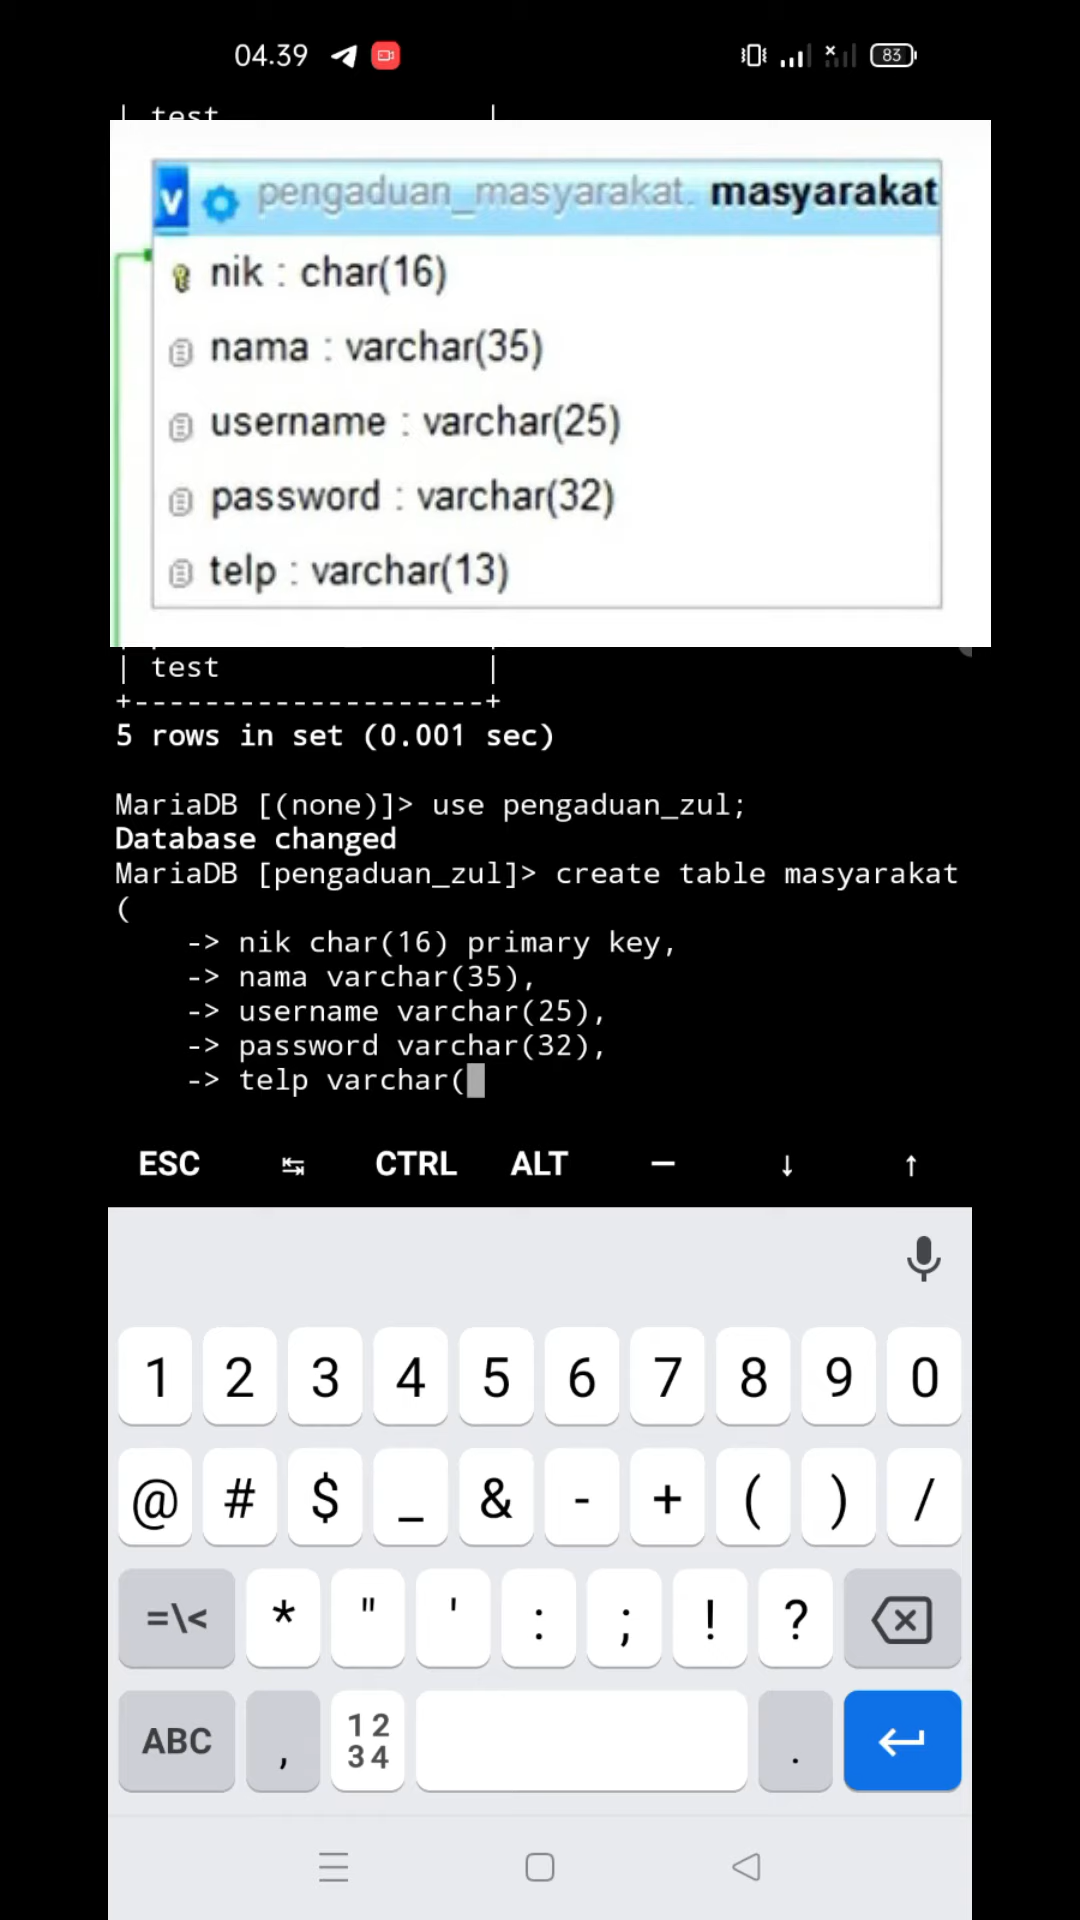 04.39
83
| test |
v pengaduan_masyarakat. masyarakat
nik : char(16)
nama : varchar(35)
username : varchar(25)
password : varchar(32)
telp : varchar(13)
| test |
+--------------------+
5 rows in set (0.001 sec)
MariaDB [(none)]> use pengaduan_zul;
Database changed
MariaDB [pengaduan_zul]> create table masyarakat
(
-> nik char(16) primary key,
-> nama varchar(35),
-> username varchar(25),
-> password varchar(32),
-> telp varchar(
ESC ↹ CTRL ALT — ↓ ↑
1 2 3 4 5 6 7 8 9 0
@ # $ _ & - + ( ) /
=\< * " ' : ; ! ?
ABC , 12 34 .